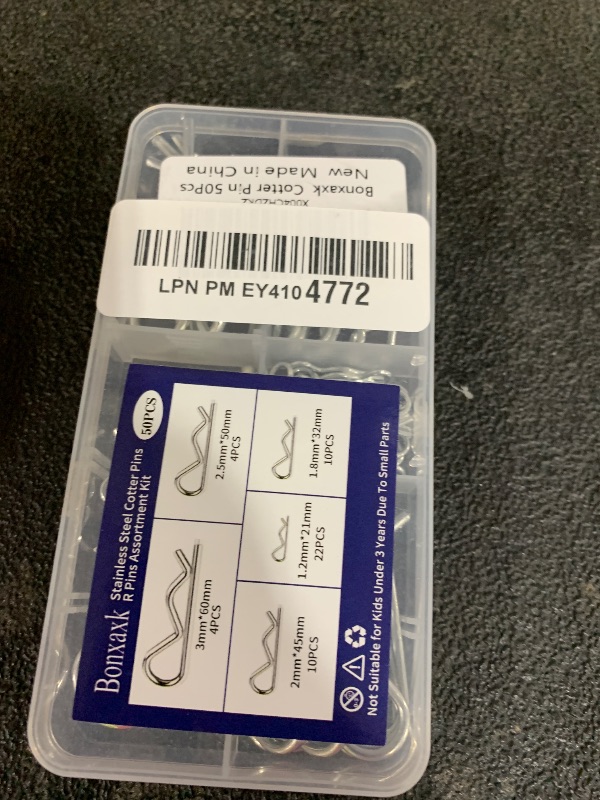 New Made in China
Bonxaxk Cotter Pin 50Pcs
X004CHZDKZ
LPN PM EY410 4772
Bonxaxk
Stainless Steel Cotter Pins
R Pins Assortment Kit
50PCS
3mm*60mm
4PCS
2.5mm*50mm
4PCS
2mm*45mm
10PCS
1.2mm*21mm
22PCS
1.8mm*32mm
10PCS
Not Suitable for Kids Under 3 Years Due To Small Parts